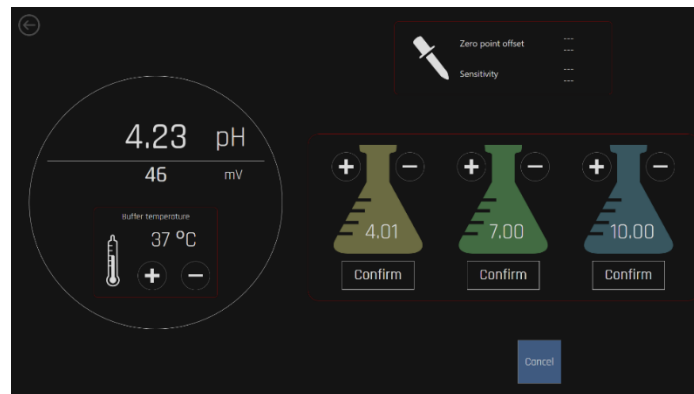 Zero point offset ---
---
Sensitivity ---
---
4.23 pH
46 mV
Buffer temperature
37 °C
4.01 7.00 10.00
Confirm Confirm Confirm
Cancel